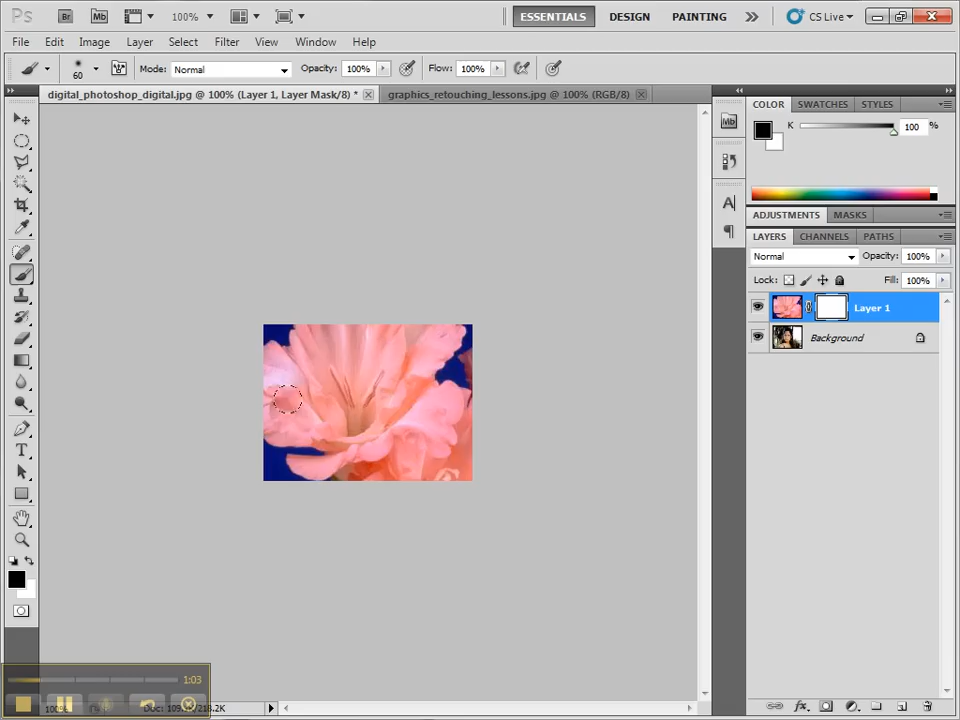 Ps Br Mb 100% ESSENTIALS DESIGN PAINTING CS Live
File Edit Image Layer Select Filter View Window Help
60 Mode: Normal Opacity: 100% Flow: 100%
digital_photoshop_digital.jpg @ 100% (Layer 1, Layer Mask/8) * graphics_retouching_lessons.jpg @ 100% (RGB/8)
COLOR SWATCHES STYLES
Mb
K 100 %
A
ADJUSTMENTS MASKS
LAYERS CHANNELS PATHS
Normal Opacity: 100%
Lock: Fill: 100%
Layer 1
Background
T
1:03
100%
fx